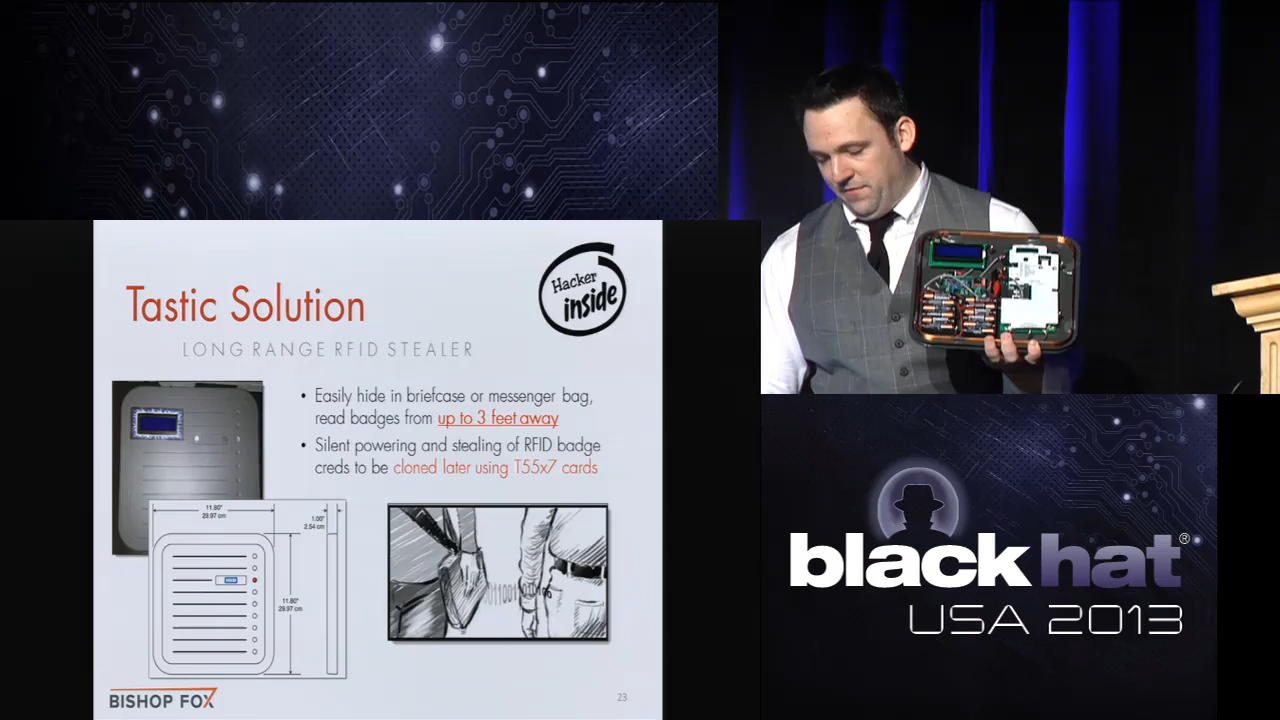 Hacker
inside
Tastic Solution
LONG RANGE RFID STEALER
• Easily hide in briefcase or messenger bag,
read badges from up to 3 feet away
• Silent powering and stealing of RFID badge
creds to be cloned later using T55x7 cards
11.80"
29.97 cm
1.00"
2.54 cm
11.80"
29.97 cm
BISHOP FOX
23
black hat®
USA 2013